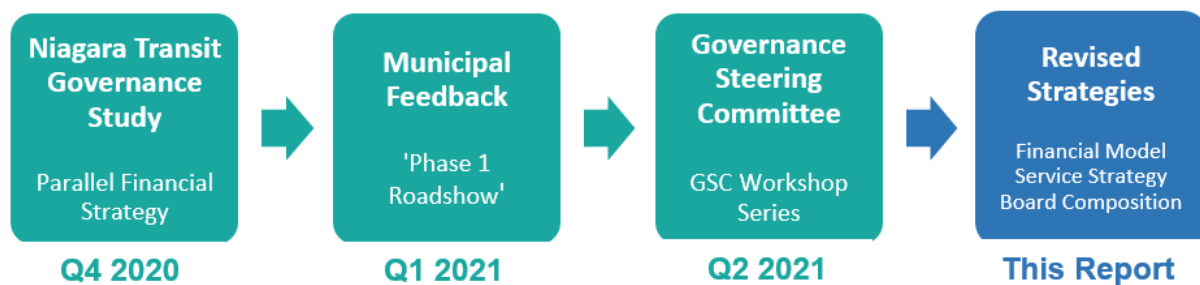 Niagara Transit
Governance
Study
Parallel Financial
Strategy
Q4 2020
Municipal
Feedback
'Phase 1
Roadshow'
Q1 2021
Governance
Steering
Committee
GSC Workshop
Series
Q2 2021
Revised
Strategies
Financial Model
Service Strategy
Board Composition
This Report